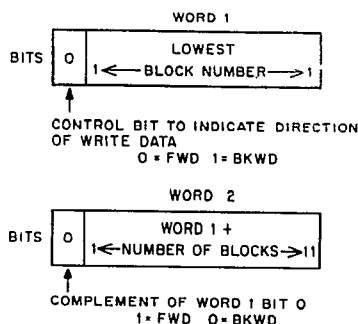 WORD 1
BITS 0 LOWEST
1 BLOCK NUMBER 1
CONTROL BIT TO INDICATE DIRECTION
OF WRITE DATA
0 = FWD 1 = BKWD
WORD 2
BITS 0 WORD 1 +
1 NUMBER OF BLOCKS 11
COMPLEMENT OF WORD 1 BIT 0
1 = FWD 0 = BKWD